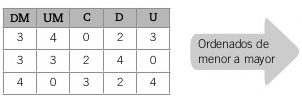 DM UM C D U
3 4 0 2 3
3 3 2 4 0
4 0 3 2 4
Ordenados de
menor a mayor